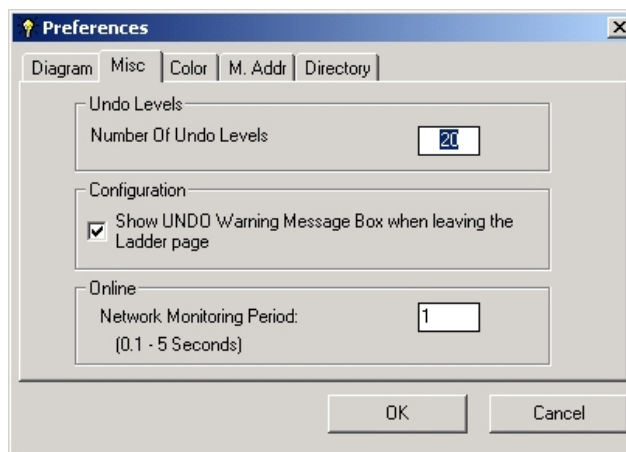 Preferences
Diagram Misc Color M. Addr Directory
Undo Levels
Number Of Undo Levels 20
Configuration
Show UNDO Warning Message Box when leaving the
Ladder page
Online
Network Monitoring Period: 1
(0.1 - 5 Seconds)
OK Cancel